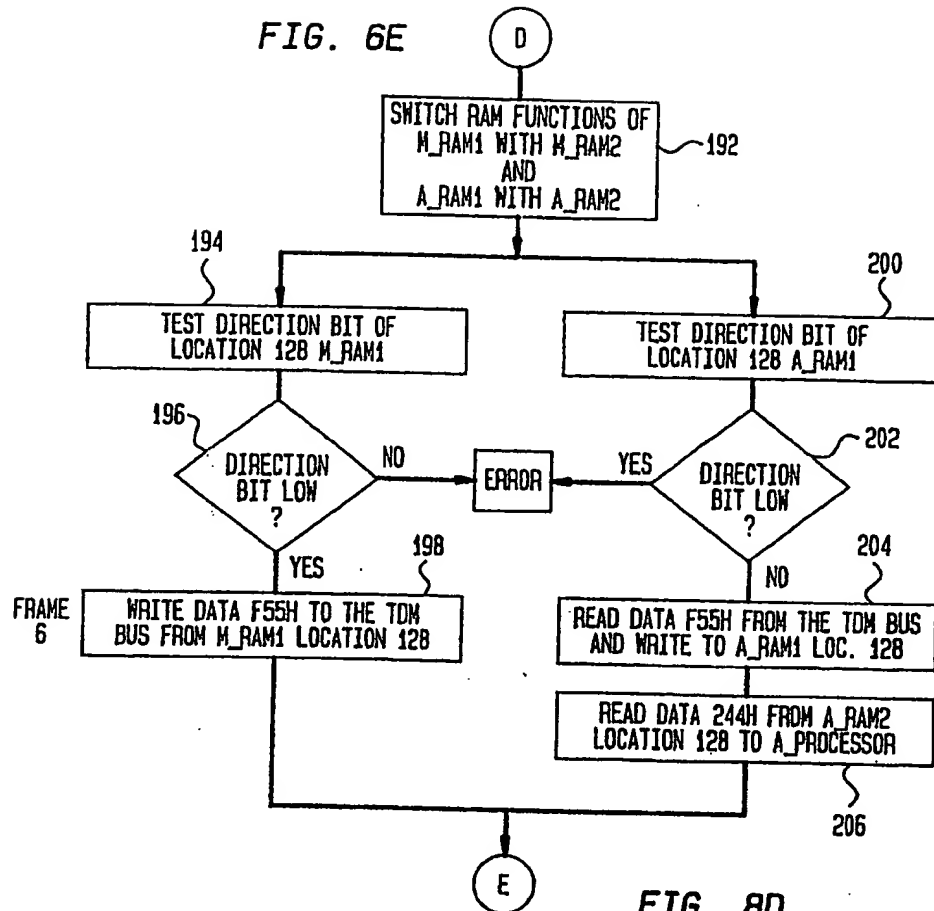 FIG. 6E
D
SWITCH RAM FUNCTIONS OF
M_RAM1 WITH M_RAM2
AND
A_RAM1 WITH A_RAM2
192
194
TEST DIRECTION BIT OF
LOCATION 128 M_RAM1
200
TEST DIRECTION BIT OF
LOCATION 128 A_RAM1
196
DIRECTION
BIT LOW
?
NO
ERROR
YES
202
DIRECTION
BIT LOW
?
YES
198
FRAME
6
WRITE DATA F55H TO THE TDM
BUS FROM M_RAM1 LOCATION 128
NO
204
READ DATA F55H FROM THE TDM BUS
AND WRITE TO A_RAM1 LOC. 128
READ DATA 244H FROM A_RAM2
LOCATION 128 TO A_PROCESSOR
206
E
FIG. 8D